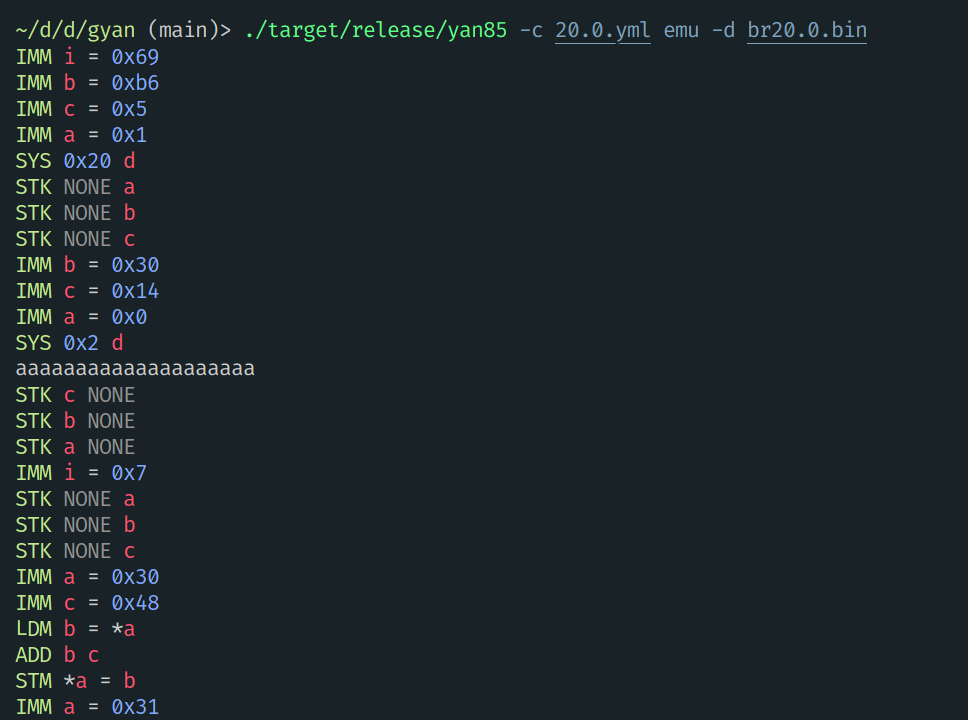 ~/d/d/gyan (main)> ./target/release/yan85 -c 20.0.yml emu -d br20.0.bin
IMM i = 0x69
IMM b = 0xb6
IMM c = 0x5
IMM a = 0x1
SYS 0x20 d
STK NONE a
STK NONE b
STK NONE c
IMM b = 0x30
IMM c = 0x14
IMM a = 0x0
SYS 0x2 d
aaaaaaaaaaaaaaaaaaaa
STK c NONE
STK b NONE
STK a NONE
IMM i = 0x7
STK NONE a
STK NONE b
STK NONE c
IMM a = 0x30
IMM c = 0x48
LDM b = *a
ADD b c
STM *a = b
IMM a = 0x31